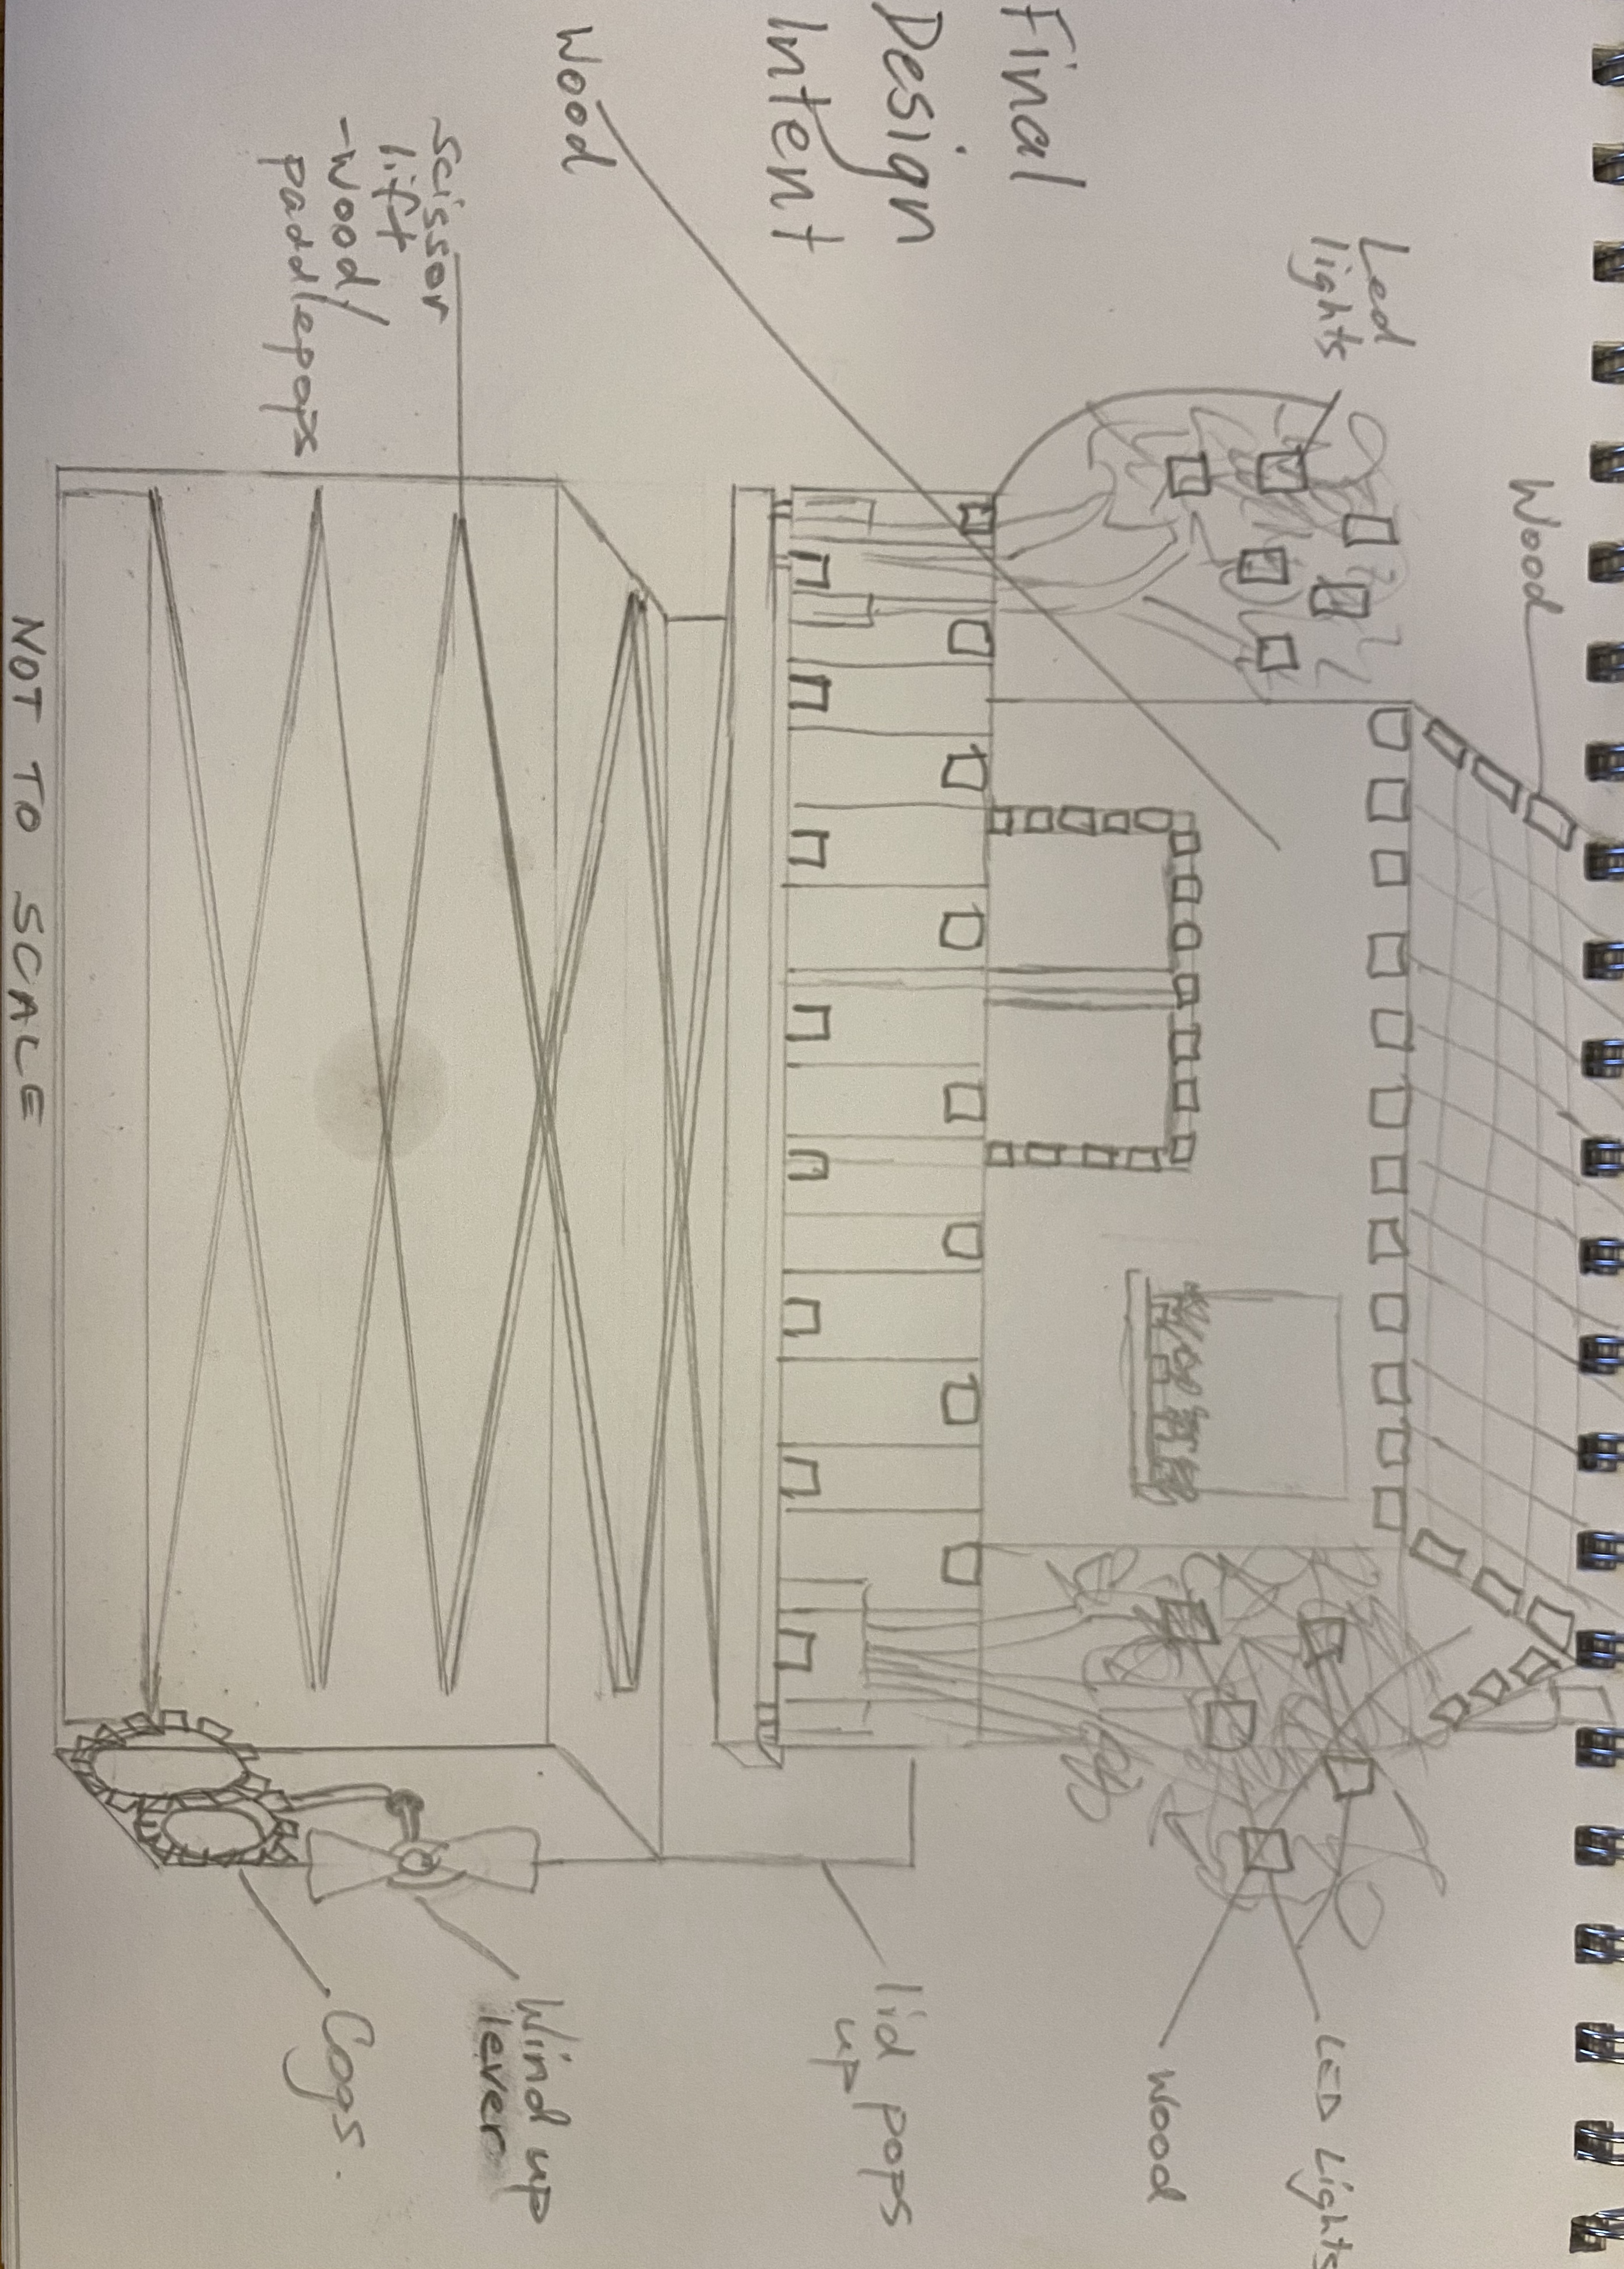 Final
Design
Intent
Led
lights
Wood
Wood
~Scissor
lift
-wood/
paddlepops
LED Lights
Wood
lid pops
up
Wind up
lever
Cogs.
NOT TO SCALE